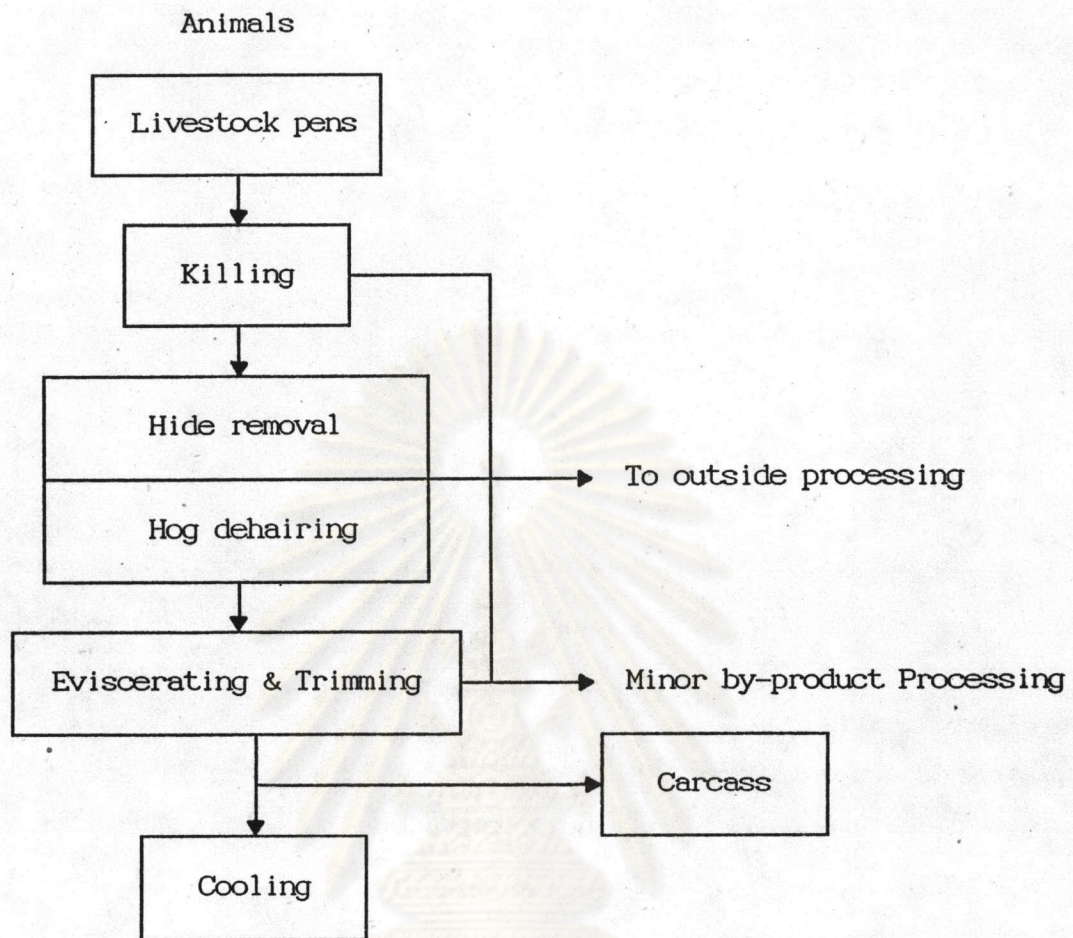 Animals
Livestock pens
Killing
Hide removal
To outside processing
Hog dehairing
Eviscerating & Trimming
Minor by-product Processing
Carcass
Cooling